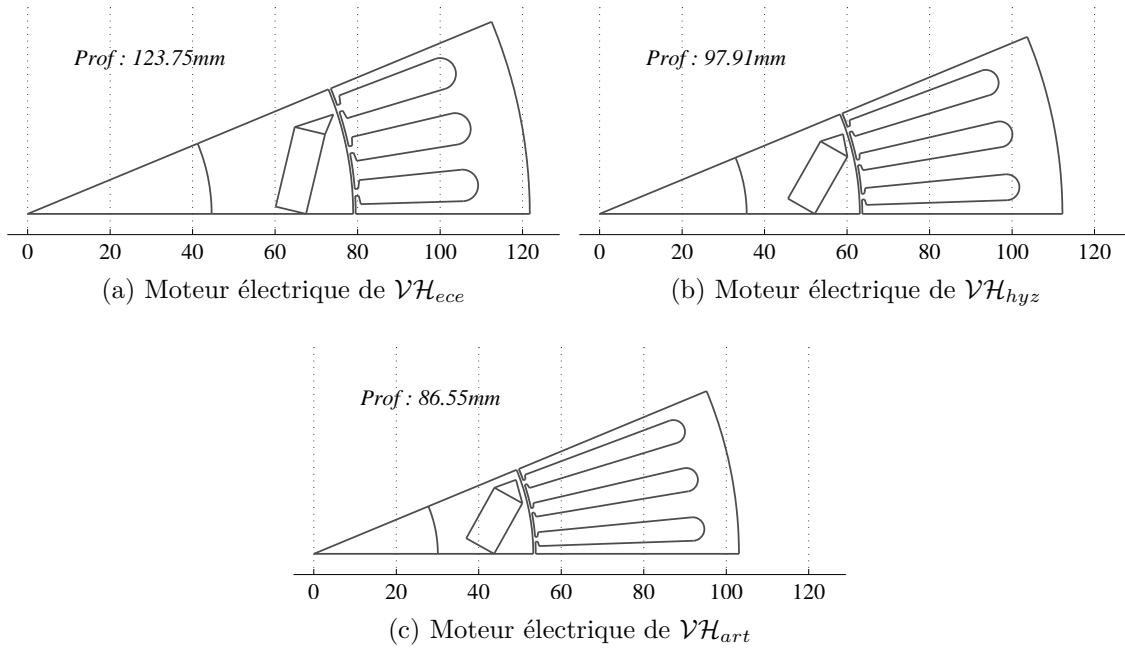 Prof : 123.75mm
0 20 40 60 80 100 120
(a) Moteur électrique de 𝒱ℋ_ece
Prof : 97.91mm
0 20 40 60 80 100 120
(b) Moteur électrique de 𝒱ℋ_hyz
Prof : 86.55mm
0 20 40 60 80 100 120
(c) Moteur électrique de 𝒱ℋ_art